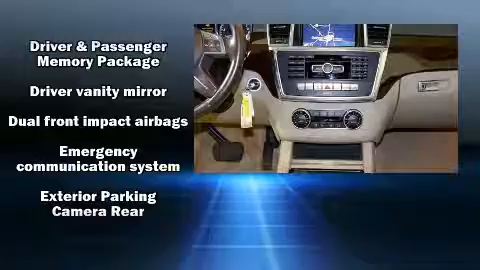 Driver & Passenger
Memory Package
Driver vanity mirror
Dual front impact airbags
Emergency
communication system
Exterior Parking
Camera Rear